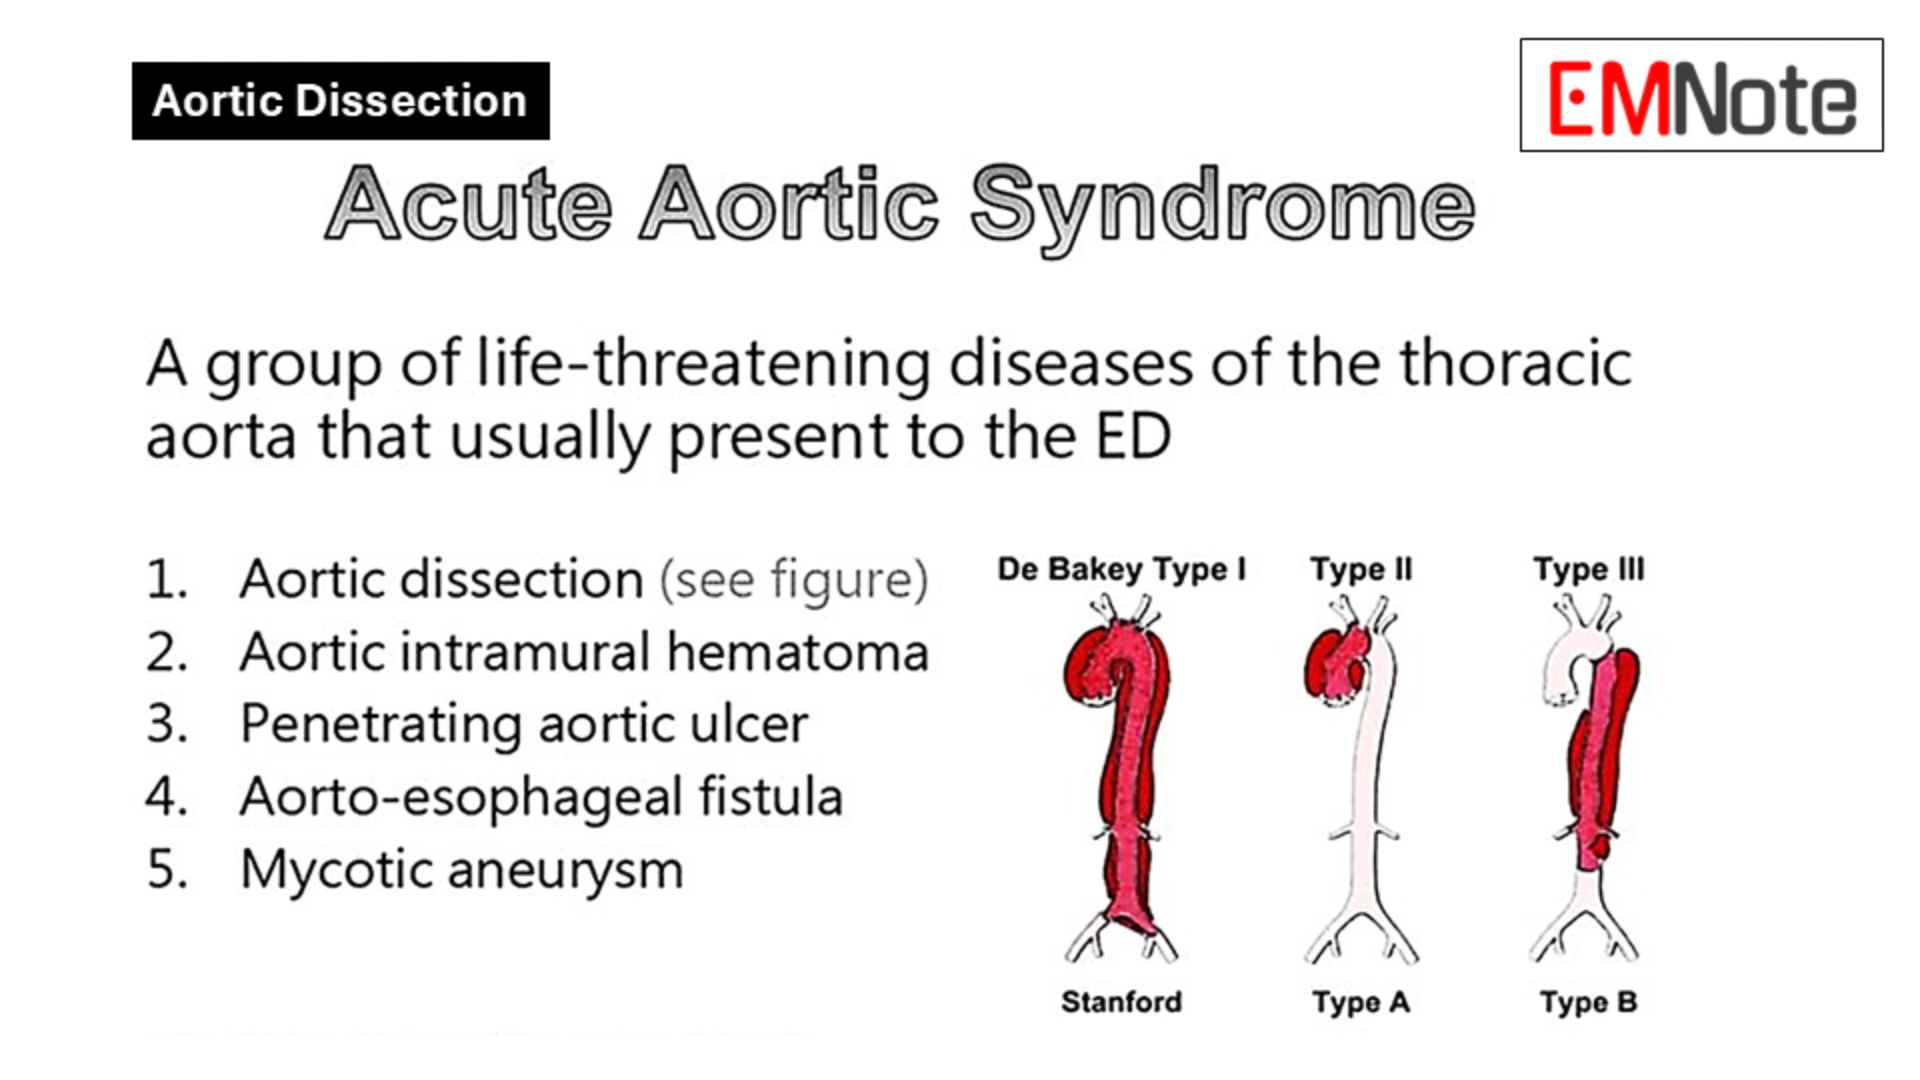 Aortic Dissection
EMNote
Acute Aortic Syndrome
A group of life-threatening diseases of the thoracic
aorta that usually present to the ED
1. Aortic dissection (see figure)
2. Aortic intramural hematoma
3. Penetrating aortic ulcer
4. Aorto-esophageal fistula
5. Mycotic aneurysm
De Bakey Type I Type II Type III
Stanford Type A Type B